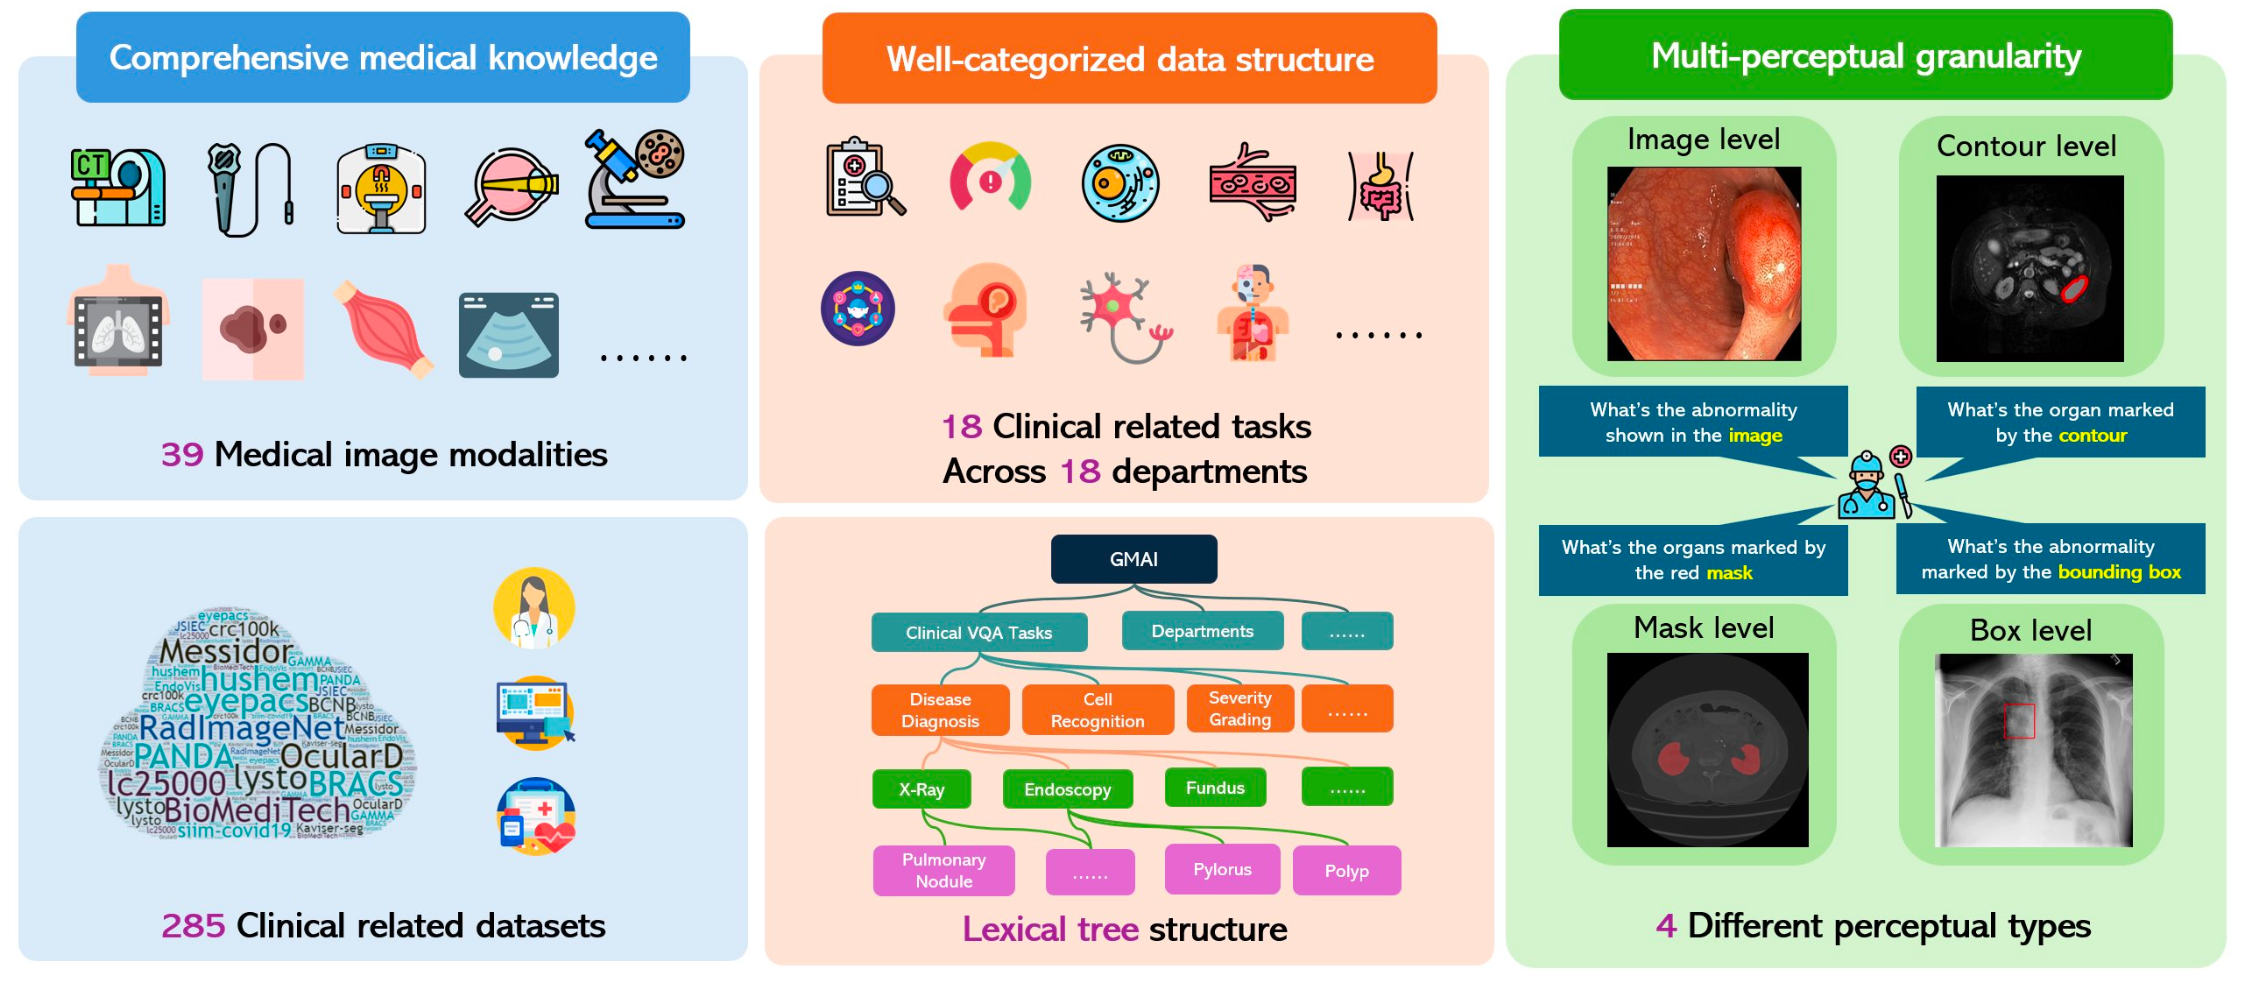 Comprehensive medical knowledge
CT
39 Medical image modalities
eyepacs
JSIEC crc100k
lc25000
Messidor
GAMMA
hushem
hushem
PANDA
EndoVis
JSIEC
crc100k
eyepacs
BCNB
lysto
BRACS
BCNB
RadImageNet
Messidor
PANDA
OcularD
lc25000
lysto
BRACS
lysto
BioMediTech
OcularD
lysto
GAMMA
siim-covid19
Kaviser-seg
285 Clinical related datasets
Well-categorized data structure
......
18 Clinical related tasks
Across 18 departments
GMAI
Clinical VQA Tasks
Departments
......
Disease
Diagnosis
Cell
Recognition
Severity
Grading
......
X-Ray
Endoscopy
Fundus
......
Pulmonary
Nodule
......
Pylorus
Polyp
Lexical tree structure
Multi-perceptual granularity
Image level
Contour level
What's the abnormality
shown in the image
What's the organ marked
by the contour
What's the organs marked by
the red mask
What's the abnormality
marked by the bounding box
Mask level
Box level
4 Different perceptual types